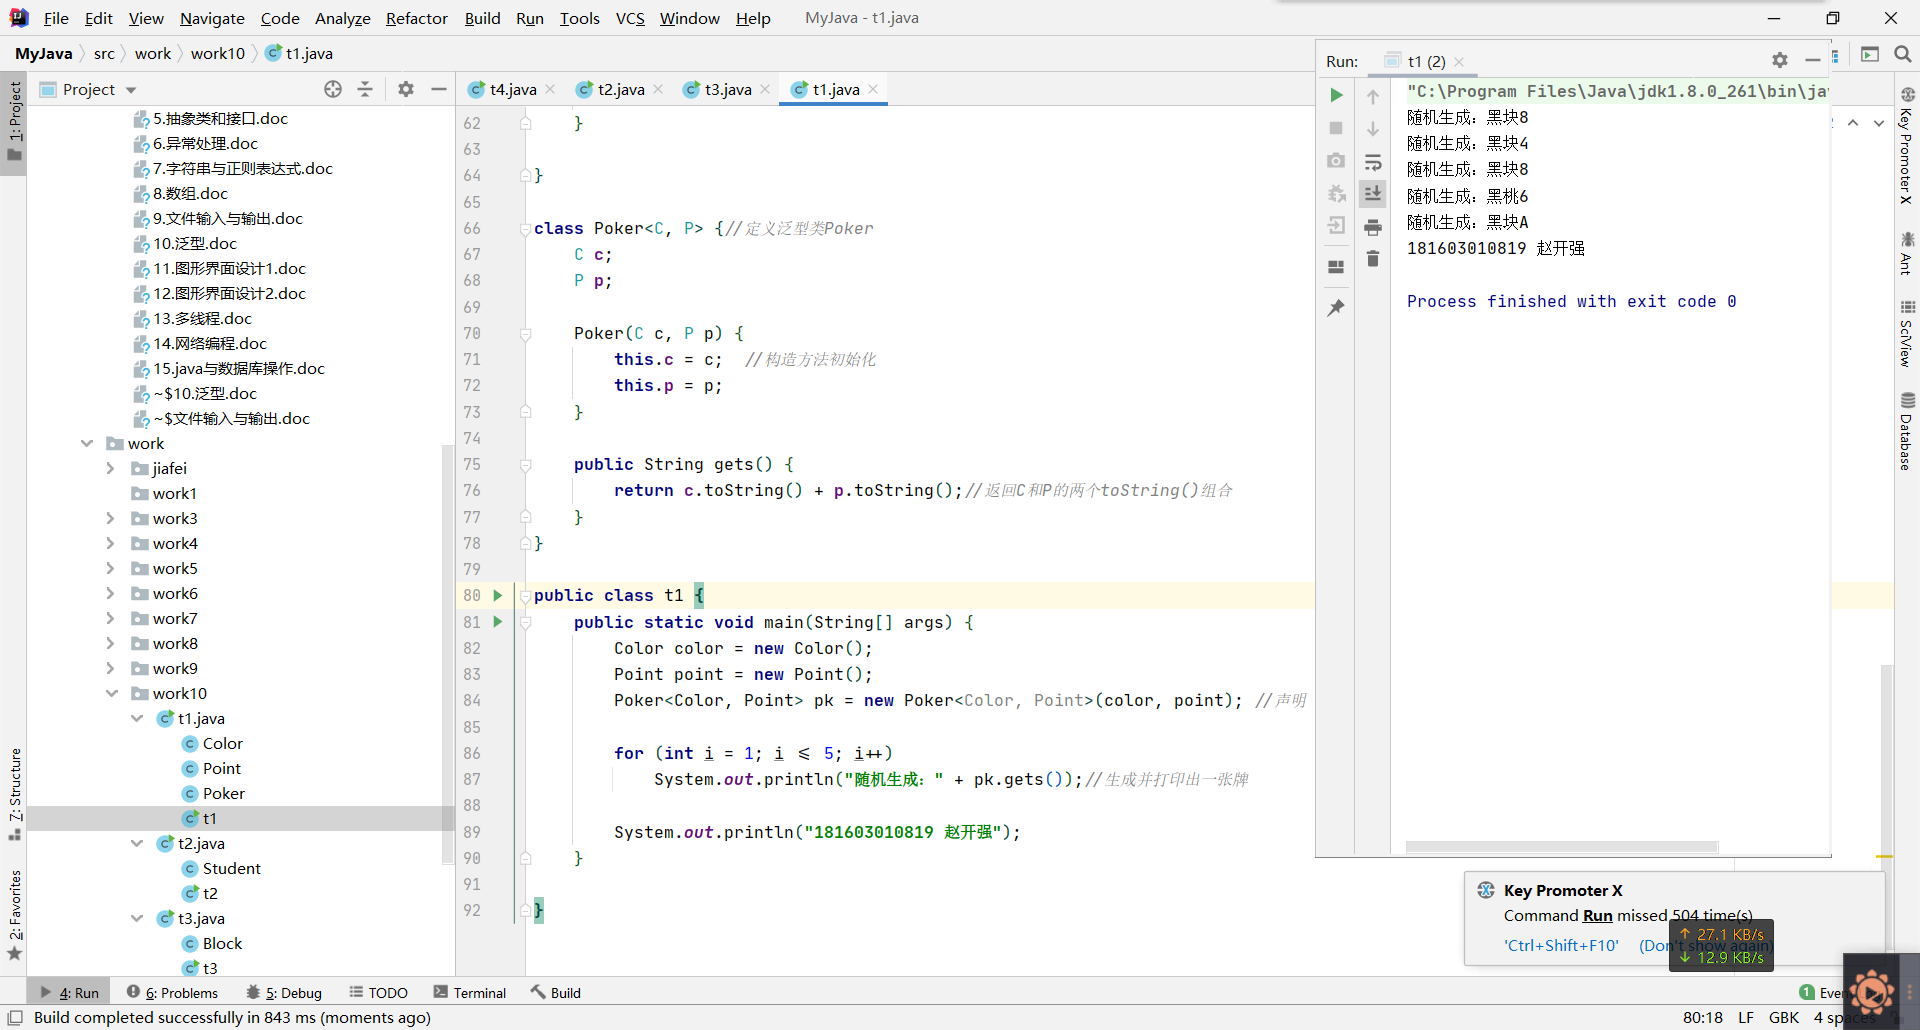 File Edit View Navigate Code Analyze Refactor Build Run Tools VCS Window Help MyJava - t1.java
MyJava src work work10 t1.java
1: Project
Project
5.抽象类和接口.doc
6.异常处理.doc
7.字符串与正则表达式.doc
8.数组.doc
9.文件输入与输出.doc
10.泛型.doc
11.图形界面设计1.doc
12.图形界面设计2.doc
13.多线程.doc
14.网络编程.doc
15.java与数据库操作.doc
~$10.泛型.doc
~$文件输入与输出.doc
work
jiafei
work1
work3
work4
work5
work6
work7
work8
work9
work10
t1.java
Color
Point
Poker
t1
t2.java
Student
t2
t3.java
Block
t3
7: Structure
2: Favorites
t4.java t2.java t3.java t1.java
62 }
63
64 }
65
66 class Poker<C, P> {//定义泛型类Poker
67 C c;
68 P p;
69
70 Poker(C c, P p) {
71 this.c = c; //构造方法初始化
72 this.p = p;
73 }
74
75 public String gets() {
76 return c.toString() + p.toString();//返回C和P的两个toString()组合
77 }
78 }
79
80 public class t1 {
81 public static void main(String[] args) {
82 Color color = new Color();
83 Point point = new Point();
84 Poker<Color, Point> pk = new Poker<Color, Point>(color, point); //声明
85
86 for (int i = 1; i <= 5; i++)
87 System.out.println("随机生成：" + pk.gets());//生成并打印出一张牌
88
89 System.out.println("181603010819 赵开强");
90 }
91
92 }
Run: t1 (2)
"C:\Program Files\Java\jdk1.8.0_261\bin\jav
随机生成：黑块8
随机生成：黑块4
随机生成：黑块8
随机生成：黑桃6
随机生成：黑块A
181603010819 赵开强
Process finished with exit code 0
Key Promoter X
Ant
SciView
Database
Key Promoter X
Command Run missed 504 time(s)
'Ctrl+Shift+F10' (Don't show again)
↑ 27.1 KB/s
↓ 12.9 KB/s
4: Run 6: Problems 5: Debug TODO Terminal Build 1 Even
Build completed successfully in 843 ms (moments ago) 80:18 LF GBK 4 spaces